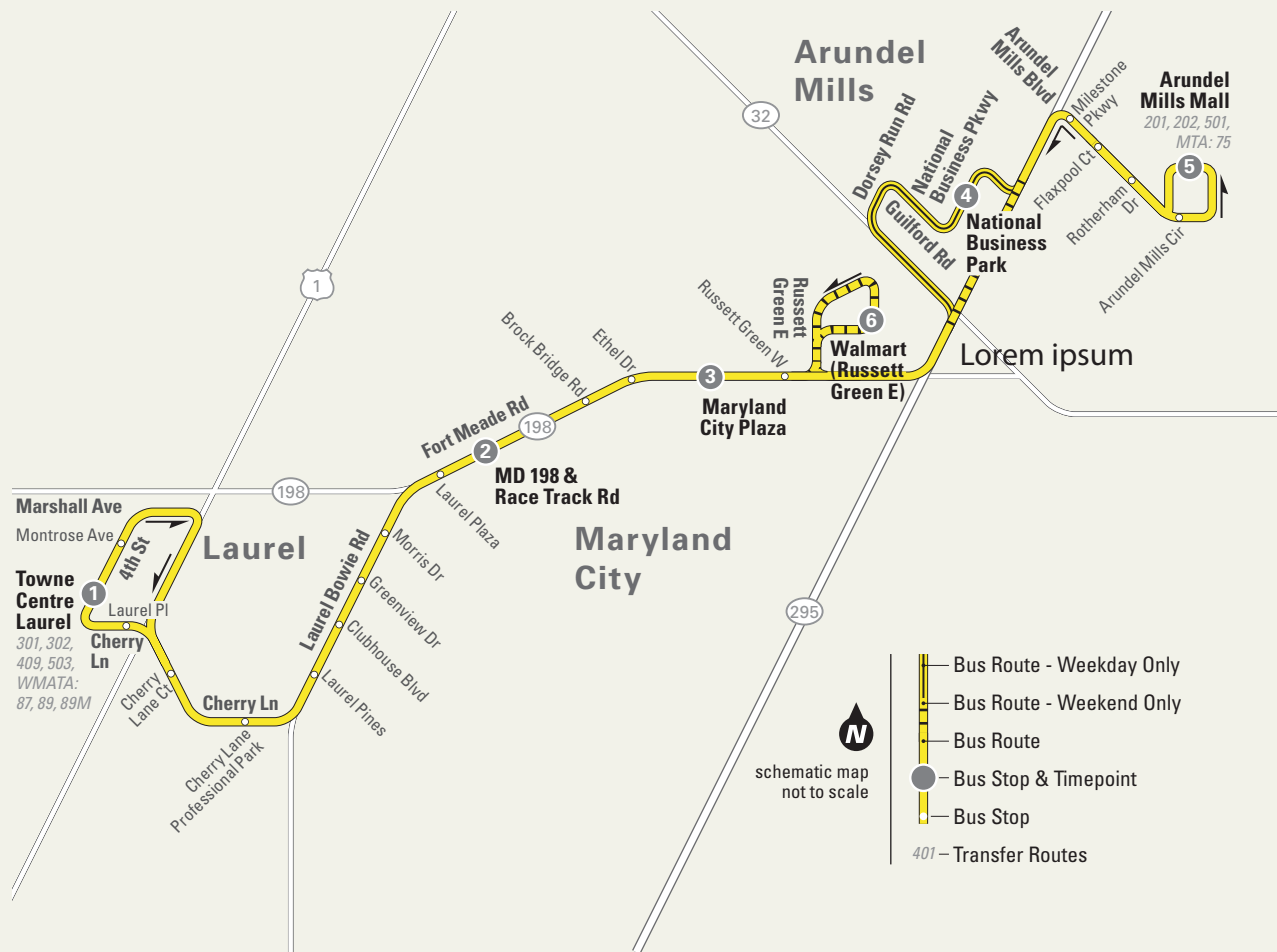 Arundel
Mills
Arundel
Mills Blvd
Milestone
Pkwy
Arundel
Mills Mall
201, 202, 501,
MTA: 75
32
Dorsey Run Rd
National
Business Pkwy
Flaxpool Ct
5
Rotherham
Dr
4
Guilford Rd
National
Business
Park
Arundel Mills Cir
1
Russett
Green E
Russett Green W
6
Walmart
(Russett
Green E)
Lorem ipsum
Brock Bridge Rd
Ethel Dr
3
Maryland
City Plaza
Fort Meade Rd
198
2
MD 198 &
Race Track Rd
198
Laurel Plaza
Marshall Ave
Montrose Ave
4th St
Laurel
Maryland
City
Laurel Bowie Rd
Morris Dr
Greenview Dr
Clubhouse Blvd
Laurel Pines
Towne
Centre
Laurel
1
Laurel Pl
301, 302,
409, 503,
WMATA:
87, 89, 89M
Cherry
Ln
Cherry
Lane Ct
Cherry Ln
Cherry Lane
Professional Park
295
N
schematic map
not to scale
Bus Route - Weekday Only
Bus Route - Weekend Only
Bus Route
Bus Stop & Timepoint
Bus Stop
401
Transfer Routes